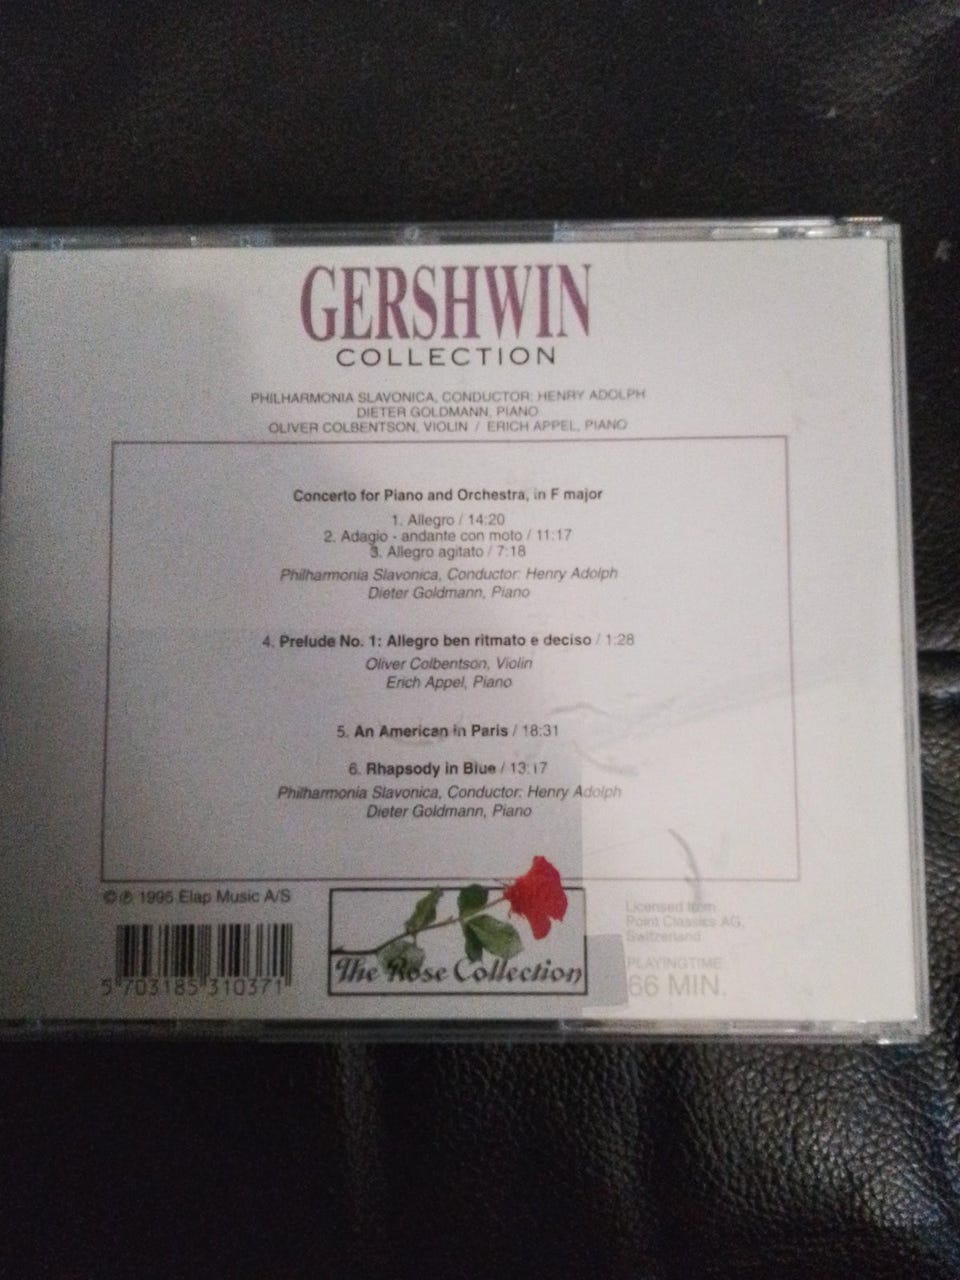 GERSHWIN
COLLECTION
PHILHARMONIA SLAVONICA, CONDUCTOR: HENRY ADOLPH
DIETER GOLDMANN, PIANO
OLIVER COLBENTSON, VIOLIN / ERICH APPEL, PIANO
Concerto for Piano and Orchestra, in F major
1. Allegro / 14:20
2. Adagio - andante con moto / 11:17
3. Allegro agitato / 7:18
Philharmonia Slavonica, Conductor: Henry Adolph
Dieter Goldmann, Piano
4. Prelude No. 1: Allegro ben ritmato e deciso / 1:28
Oliver Colbentson, Violin
Erich Appel, Piano
5. An American in Paris / 18:31
6. Rhapsody in Blue / 13:17
Philharmonia Slavonica, Conductor: Henry Adolph
Dieter Goldmann, Piano
©℗ 1995 Elap Music A/S
5 703185 310371
The Rose Collection
Licensed from
Point Classics AG,
Switzerland
PLAYINGTIME
66 MIN.